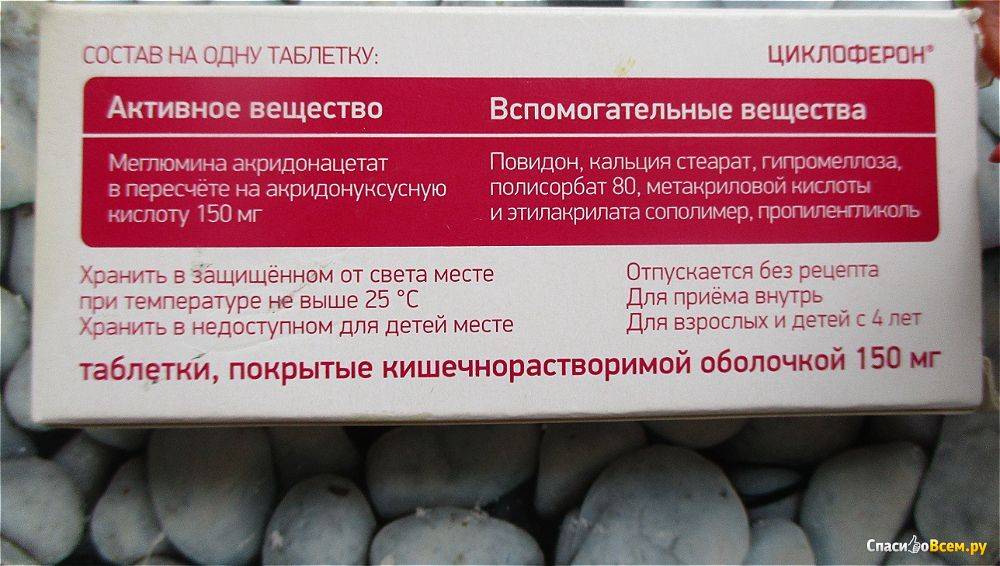 СОСТАВ НА ОДНУ ТАБЛЕТКУ:
ЦИКЛОФЕРОН®
Активное вещество
Меглюмина акридонацетат
в пересчёте на акридонуксусную
кислоту 150 мг
Вспомогательные вещества
Повидон, кальция стеарат, гипромеллоза,
полисорбат 80, метакриловой кислоты
и этилакрилата сополимер, пропиленгликоль
Хранить в защищённом от света месте
при температуре не выше 25 °С
Хранить в недоступном для детей месте
Отпускается без рецепта
Для приёма внутрь
Для взрослых и детей с 4 лет
таблетки, покрытые кишечнорастворимой оболочкой 150 мг
СпасибоВсем.ру